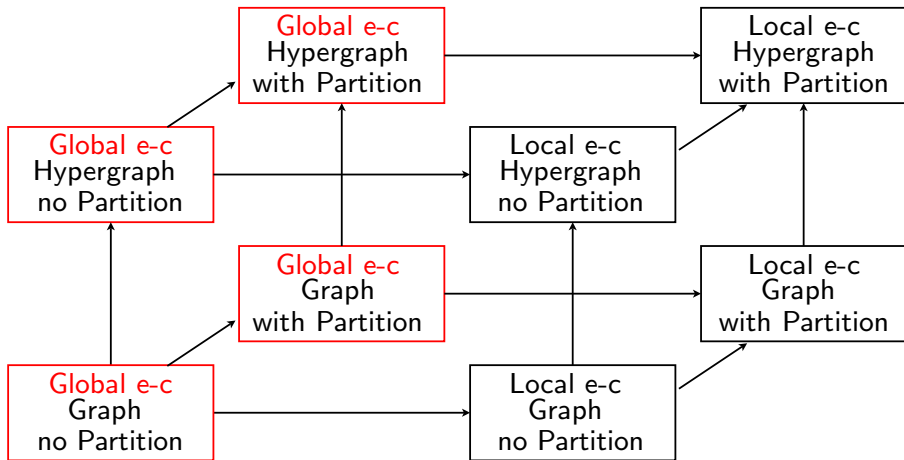 Global e-c
Hypergraph
with Partition
Local e-c
Hypergraph
with Partition
Global e-c
Hypergraph
no Partition
Local e-c
Hypergraph
no Partition
Global e-c
Graph
with Partition
Local e-c
Graph
with Partition
Global e-c
Graph
no Partition
Local e-c
Graph
no Partition